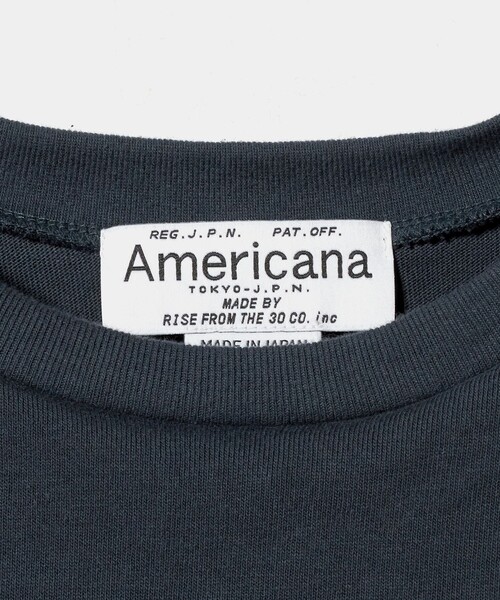 REG.J.P.N. PAT.OFF.
Americana
TOKYO-J.P.N.
MADE BY
RISE FROM THE 30 CO. inc
MADE IN JAPAN